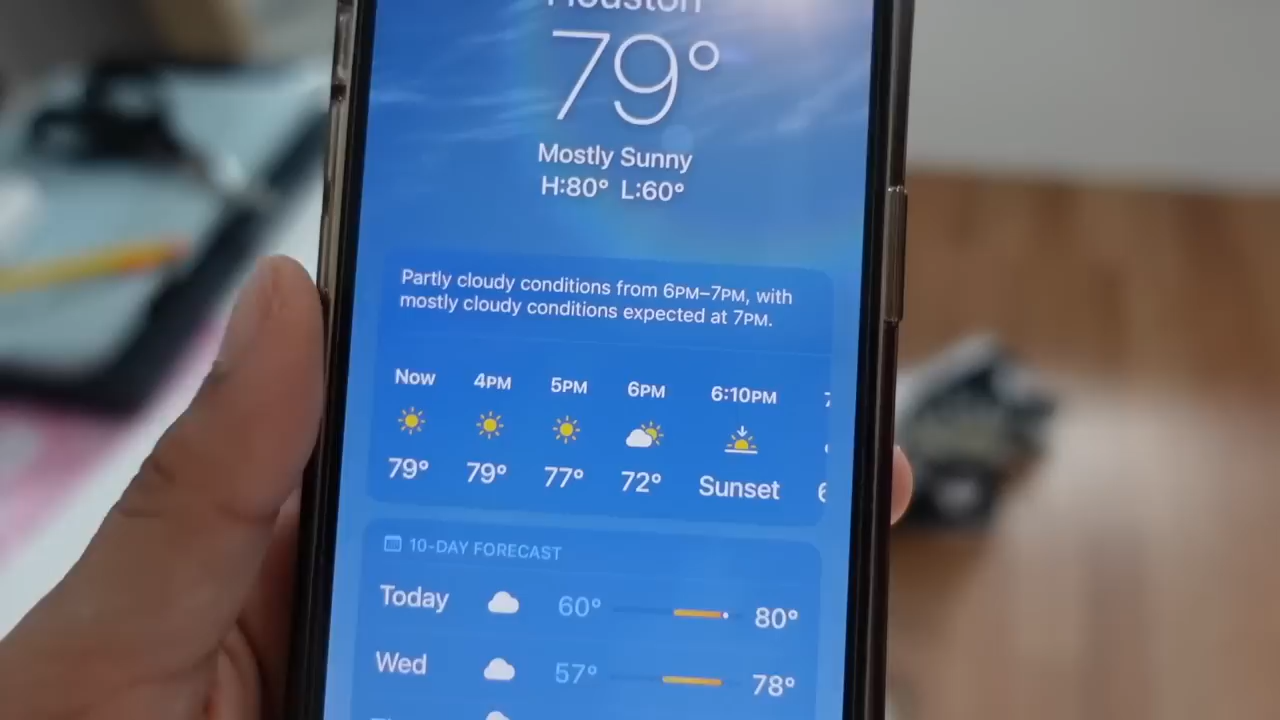 Houston
79°
Mostly Sunny
H:80° L:60°
Partly cloudy conditions from 6PM–7PM, with
mostly cloudy conditions expected at 7PM.
Now 4PM 5PM 6PM 6:10PM
79° 79° 77° 72° Sunset
10-DAY FORECAST
Today 60° 80°
Wed 57° 78°